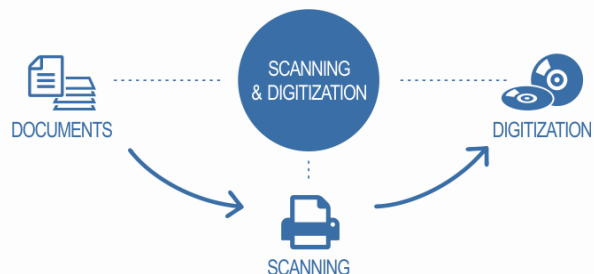 SCANNING
& DIGITIZATION
DOCUMENTS
DIGITIZATION
SCANNING